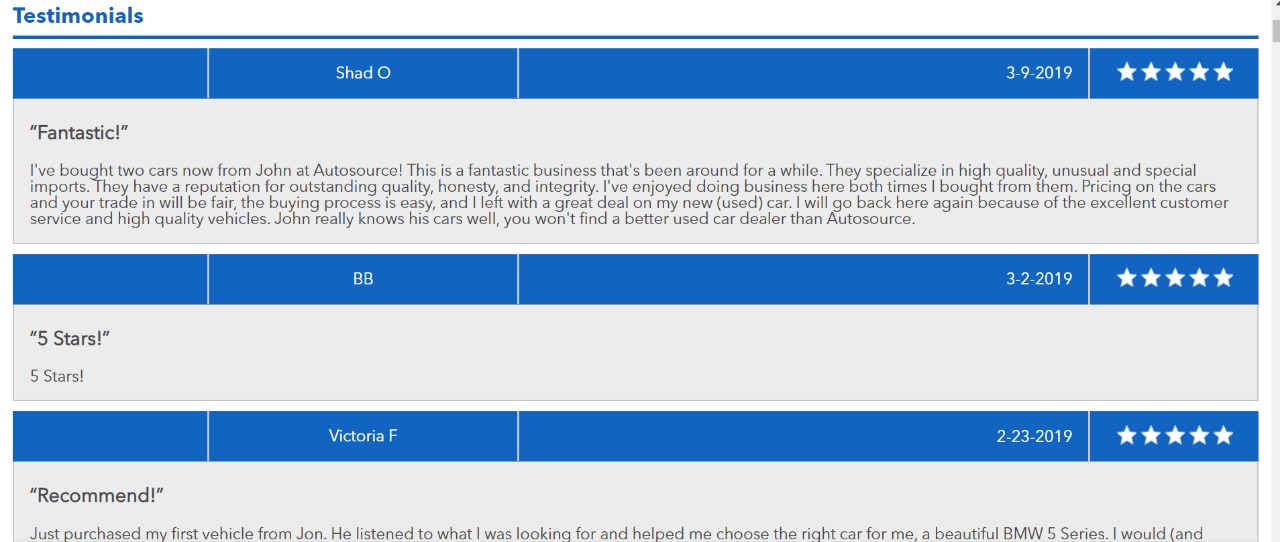 Testimonials
Shad O 3-9-2019
“Fantastic!”
I've bought two cars now from John at Autosource! This is a fantastic business that's been around for a while. They specialize in high quality, unusual and special
imports. They have a reputation for outstanding quality, honesty, and integrity. I've enjoyed doing business here both times I bought from them. Pricing on the cars
and your trade in will be fair, the buying process is easy, and I left with a great deal on my new (used) car. I will go back here again because of the excellent customer
service and high quality vehicles. John really knows his cars well, you won't find a better used car dealer than Autosource.
BB 3-2-2019
“5 Stars!”
5 Stars!
Victoria F 2-23-2019
“Recommend!”
Just purchased my first vehicle from Jon. He listened to what I was looking for and helped me choose the right car for me, a beautiful BMW 5 Series. I would (and